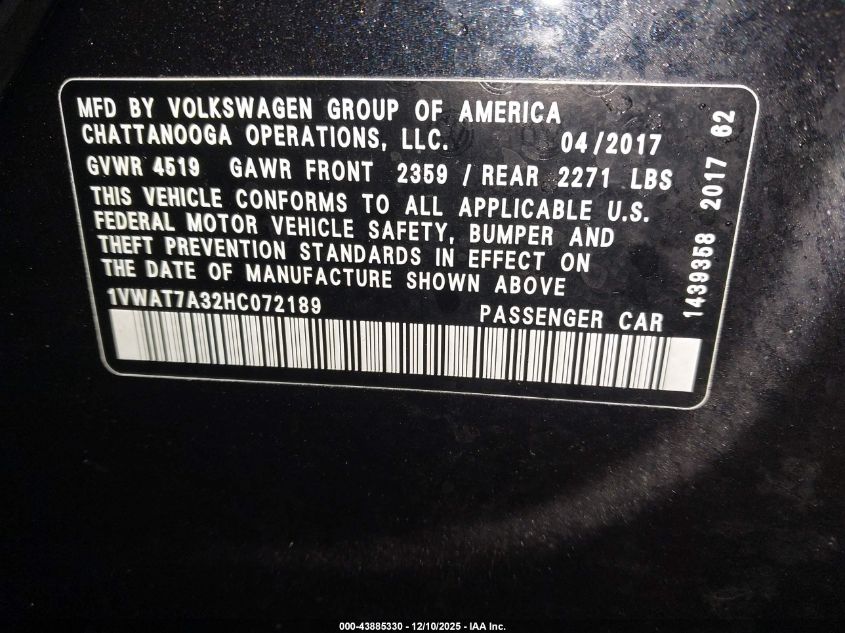 MFD BY VOLKSWAGEN GROUP OF AMERICA
CHATTANOOGA OPERATIONS, LLC. 04/2017
GVWR 4519 GAWR FRONT 2359 / REAR 2271 LBS
THIS VEHICLE CONFORMS TO ALL APPLICABLE U.S.
FEDERAL MOTOR VEHICLE SAFETY, BUMPER AND
THEFT PREVENTION STANDARDS IN EFFECT ON
THE DATE OF MANUFACTURE SHOWN ABOVE
1VWAT7A32HC072189 PASSENGER CAR
1439358 2017 62
000-43885330 - 12/10/2025 - IAA Inc.